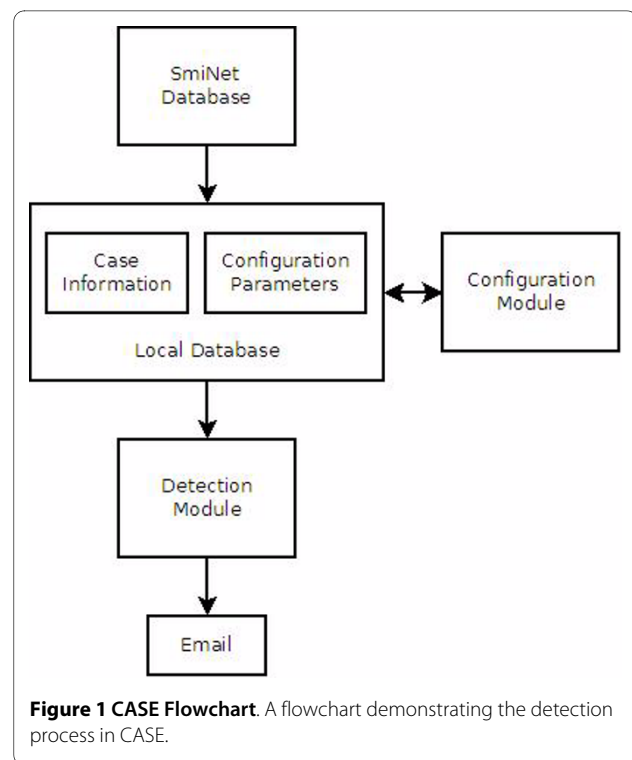 SmiNet
Database
Case
Information
Configuration
Parameters
Local Database
Configuration
Module
Detection
Module
Email
Figure 1 CASE Flowchart. A flowchart demonstrating the detection
process in CASE.